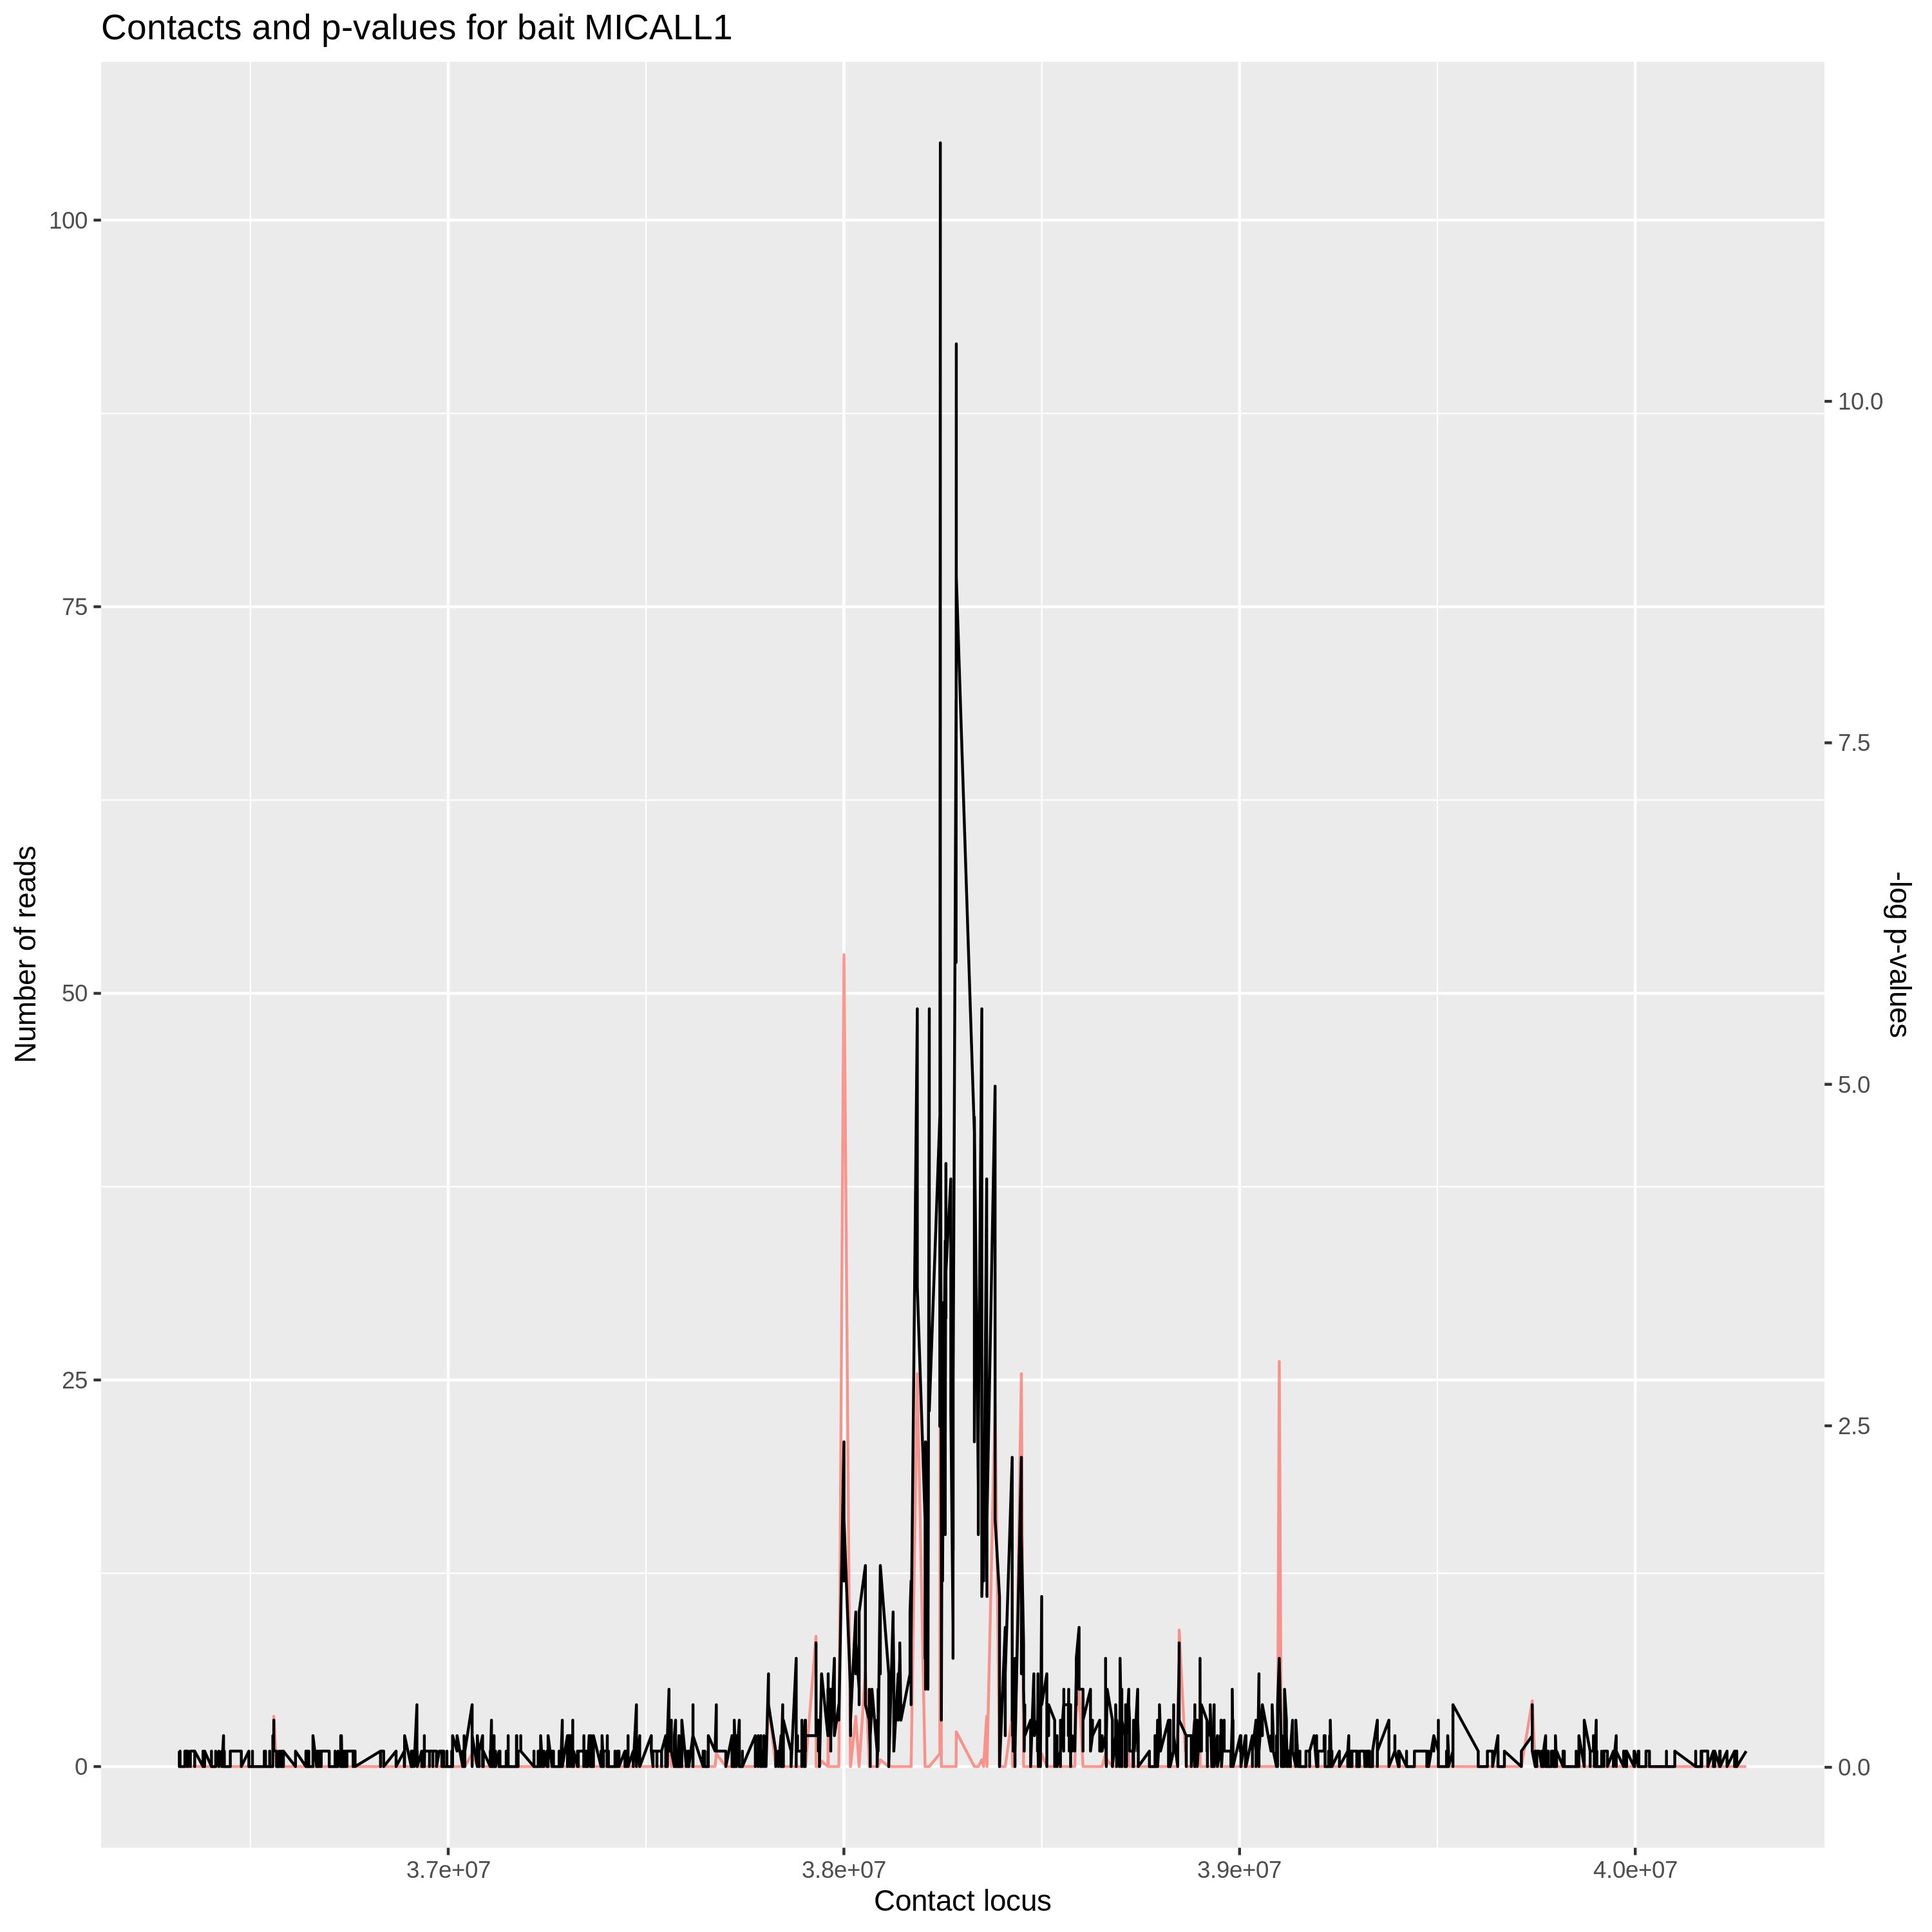 Contacts and p-values for bait MICALL1
100
75
50
25
0
Number of reads
10.0
7.5
5.0
2.5
0.0
-log p-values
3.7e+07 3.8e+07 3.9e+07 4.0e+07
Contact locus